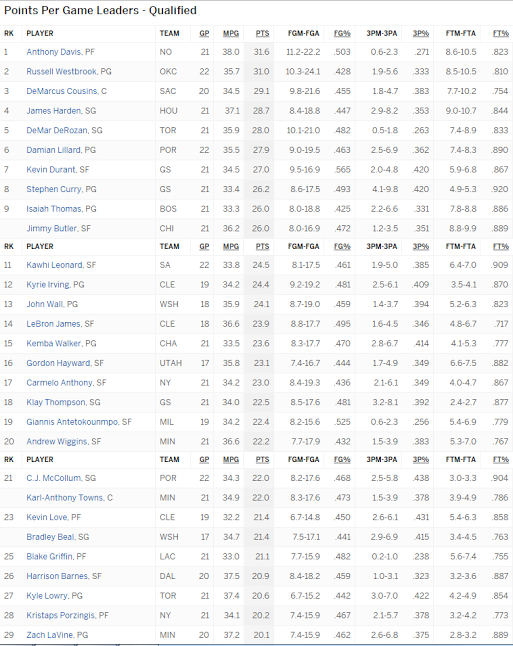 Points Per Game Leaders - Qualified
RK PLAYER TEAM GP MPG PTS FGM-FGA FG% 3PM-3PA 3P% FTM-FTA FT%
1 Anthony Davis, PF NO 21 38.0 31.6 11.2-22.2 .503 0.6-2.3 .271 8.6-10.5 .823
2 Russell Westbrook, PG OKC 22 35.7 31.0 10.3-24.1 .428 1.9-5.6 .333 8.5-10.5 .810
3 DeMarcus Cousins, C SAC 20 34.5 29.1 9.8-21.6 .455 1.8-4.7 .383 7.7-10.2 .754
4 James Harden, SG HOU 21 37.1 28.7 8.4-18.8 .447 2.9-8.2 .353 9.0-10.7 .844
5 DeMar DeRozan, SG TOR 21 35.9 28.0 10.1-21.0 .482 0.5-1.8 .263 7.4-8.9 .833
6 Damian Lillard, PG POR 22 35.5 27.9 9.0-19.5 .463 2.5-6.9 .362 7.4-8.3 .890
7 Kevin Durant, SF GS 21 34.5 27.0 9.5-16.9 .565 2.0-4.8 .420 5.9-6.8 .867
8 Stephen Curry, PG GS 21 33.4 26.2 8.6-17.5 .493 4.1-9.8 .420 4.9-5.3 .920
9 Isaiah Thomas, PG BOS 21 33.3 26.0 8.0-18.8 .425 2.2-6.6 .331 7.8-8.8 .886
Jimmy Butler, SF CHI 21 36.2 26.0 8.0-16.9 .472 1.2-3.5 .351 8.8-9.9 .889
RK PLAYER TEAM GP MPG PTS FGM-FGA FG% 3PM-3PA 3P% FTM-FTA FT%
11 Kawhi Leonard, SF SA 22 33.8 24.5 8.1-17.5 .461 1.9-5.0 .385 6.4-7.0 .909
12 Kyrie Irving, PG CLE 19 34.2 24.4 9.2-19.2 .481 2.5-6.1 .409 3.5-4.1 .870
13 John Wall, PG WSH 18 35.9 24.1 8.7-19.0 .459 1.4-3.7 .394 5.2-6.3 .823
14 LeBron James, SF CLE 18 36.6 23.9 8.8-17.7 .495 1.6-4.5 .346 4.8-6.7 .717
15 Kemba Walker, PG CHA 21 33.5 23.6 8.3-17.7 .470 2.8-6.7 .414 4.1-5.3 .777
16 Gordon Hayward, SF UTAH 17 35.8 23.1 7.4-16.7 .444 1.7-4.9 .349 6.6-7.5 .882
17 Carmelo Anthony, SF NY 21 34.2 23.0 8.4-19.3 .436 2.1-6.1 .349 4.0-4.7 .867
18 Klay Thompson, SG GS 21 34.0 22.5 8.5-17.6 .481 3.2-8.1 .392 2.4-2.7 .877
19 Giannis Antetokounmpo, SF MIL 19 34.2 22.4 8.2-15.6 .525 0.6-2.3 .256 5.4-6.9 .779
20 Andrew Wiggins, SF MIN 21 36.6 22.2 7.7-17.9 .432 1.5-3.9 .383 5.3-7.0 .767
RK PLAYER TEAM GP MPG PTS FGM-FGA FG% 3PM-3PA 3P% FTM-FTA FT%
21 C.J. McCollum, SG POR 22 34.3 22.0 8.2-17.6 .468 2.5-5.8 .438 3.0-3.3 .904
Karl-Anthony Towns, C MIN 21 34.9 22.0 8.3-17.6 .473 1.5-3.9 .378 3.9-4.9 .786
23 Kevin Love, PF CLE 19 32.2 21.4 6.7-14.8 .450 2.6-6.1 .431 5.4-6.3 .858
Bradley Beal, SG WSH 17 34.7 21.4 7.5-17.1 .441 2.9-6.9 .415 3.4-4.5 .763
25 Blake Griffin, PF LAC 21 33.0 21.1 7.7-15.9 .482 0.2-1.0 .238 5.6-7.4 .755
26 Harrison Barnes, SF DAL 20 37.5 20.9 8.4-18.2 .459 1.0-3.1 .323 3.2-3.6 .887
27 Kyle Lowry, PG TOR 21 37.4 20.6 6.7-15.2 .442 3.0-7.0 .422 4.2-4.9 .854
28 Kristaps Porzingis, PF NY 21 34.1 20.2 7.4-15.9 .467 2.1-5.7 .378 3.2-4.2 .773
29 Zach LaVine, PG MIN 20 37.2 20.1 7.4-15.9 .462 2.6-6.8 .375 2.8-3.2 .889